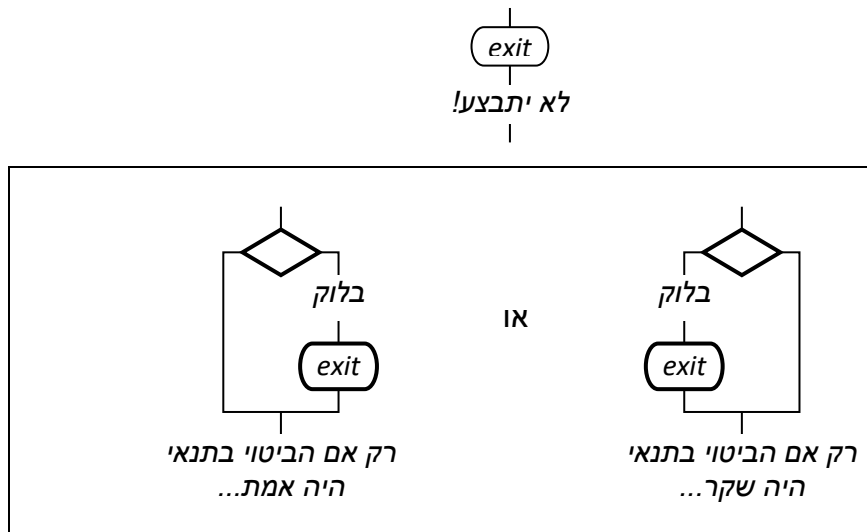 exit
לא יתבצע!
בלוק
בלוק
או
exit
exit
רק אם הביטוי בתנאי
היה שקר...
רק אם הביטוי בתנאי
היה אמת...